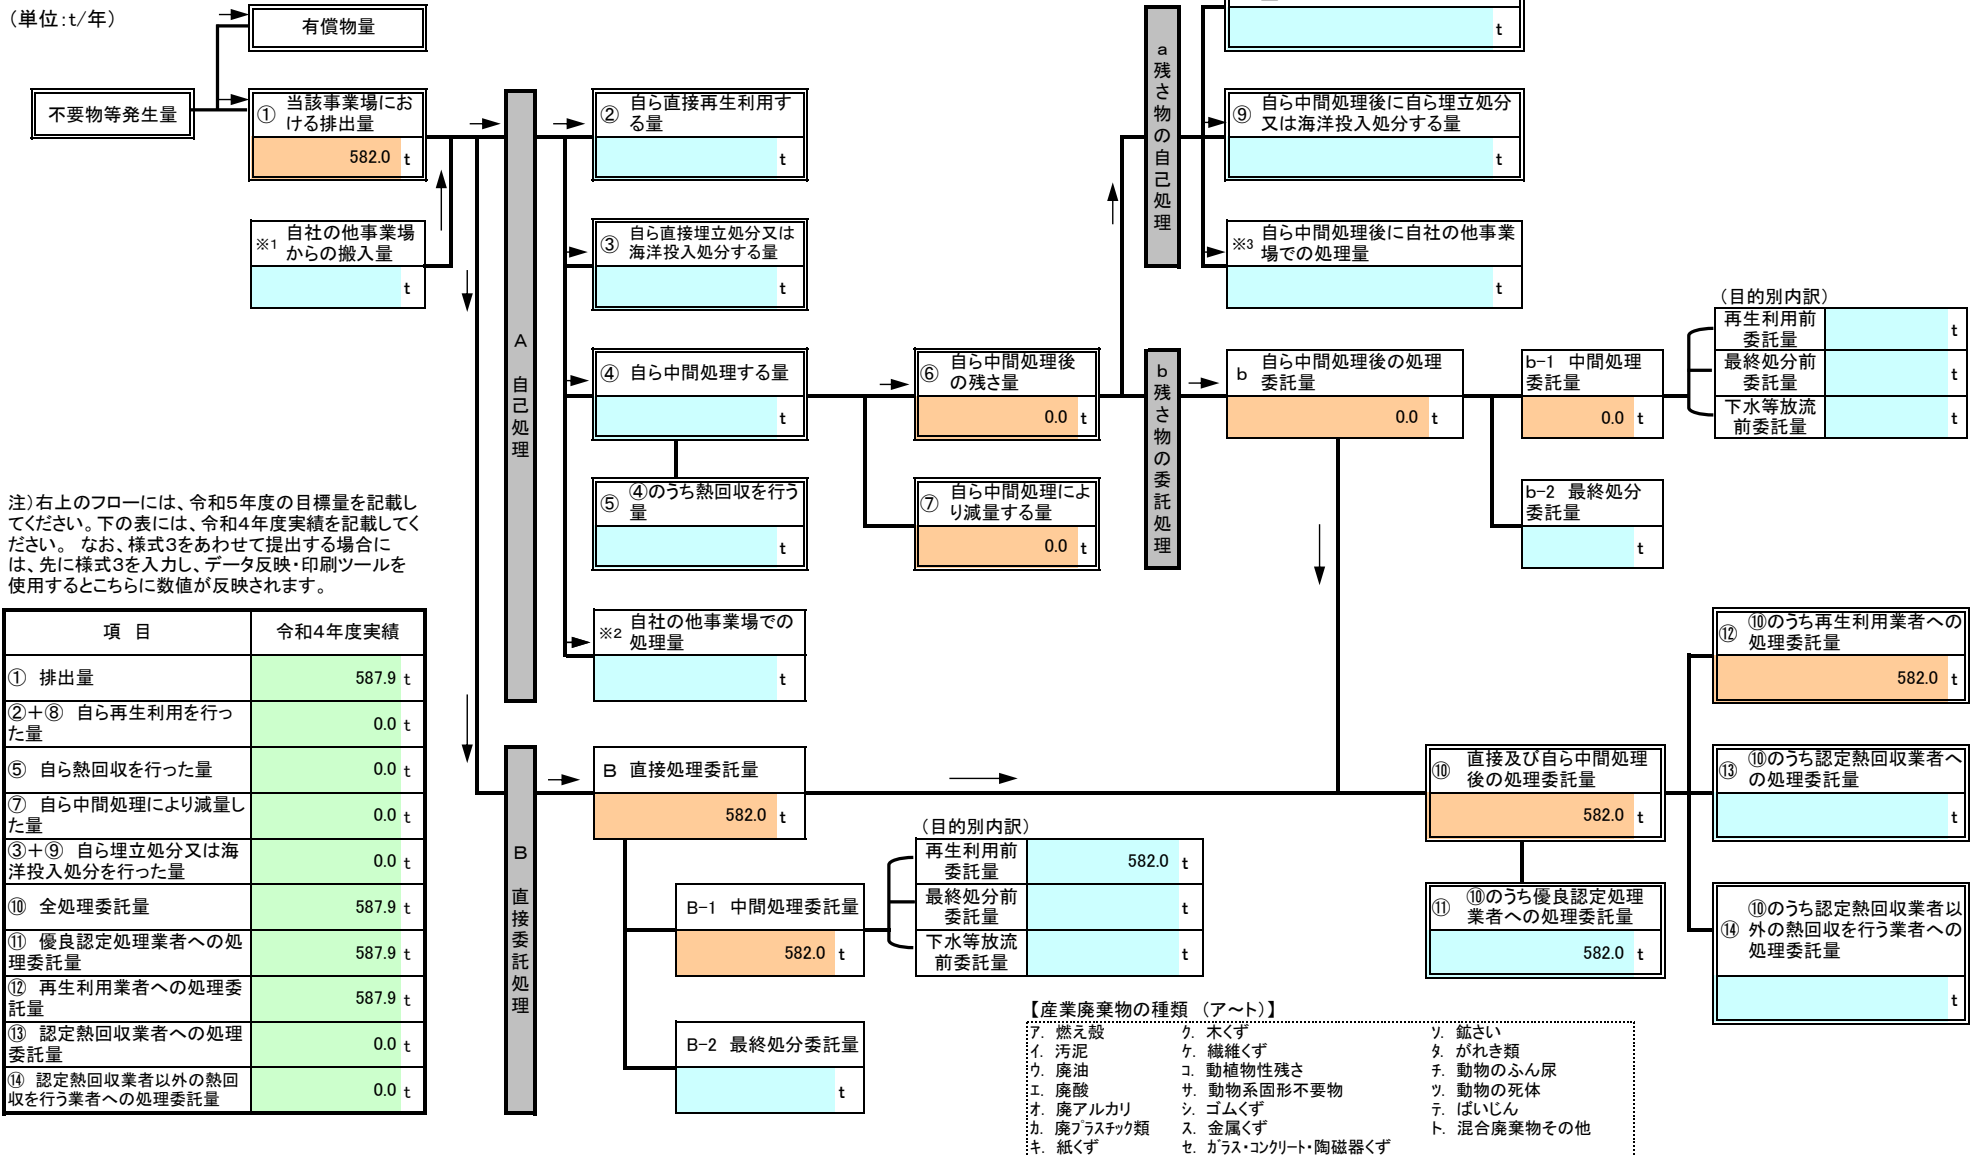 （単位:t/年）
有償物量
不要物等発生量
① 当該事業場にお
ける排出量
582.0 t
※1 自社の他事業場
からの搬入量
t
A 自己処理
② 自ら直接再生利用す
る量
t
③ 自ら直接埋立処分又は
海洋投入処分する量
t
④ 自ら中間処理する量
t
⑤ ④のうち熱回収を行う
量
t
※2 自社の他事業場での
処理量
t
⑥ 自ら中間処理後
の残さ量
0.0 t
⑦ 自ら中間処理によ
り減量する量
0.0 t
a 残さ物の自己処理
t
⑨ 自ら中間処理後に自ら埋立処分
又は海洋投入処分する量
t
※3 自ら中間処理後に自社の他事業
場での処理量
t
b 残さ物の委託処理
b 自ら中間処理後の処理
委託量
0.0 t
b-1 中間処理
委託量
0.0 t
b-2 最終処分
委託量
t
（目的別内訳）
再生利用前
委託量
t
最終処分前
委託量
t
下水等放流
前委託量
t
注）右上のフローには、令和5年度の目標量を記載し
てください。下の表には、令和4年度実績を記載してく
ださい。 なお、様式3をあわせて提出する場合に
は、先に様式3を入力し、データ反映・印刷ツールを
使用するとこちらに数値が反映されます。
項 目 令和4年度実績
① 排出量 587.9 t
②＋⑧ 自ら再生利用を行っ
た量 0.0 t
⑤ 自ら熱回収を行った量 0.0 t
⑦ 自ら中間処理により減量し
た量 0.0 t
③＋⑨ 自ら埋立処分又は海
洋投入処分を行った量 0.0 t
⑩ 全処理委託量 587.9 t
⑪ 優良認定処理業者への処
理委託量 587.9 t
⑫ 再生利用業者への処理委
託量 587.9 t
⑬ 認定熱回収業者への処理
委託量 0.0 t
⑭ 認定熱回収業者以外の熱回
収を行う業者への処理委託量 0.0 t
B 直接委託処理
B 直接処理委託量
582.0 t
B-1 中間処理委託量
582.0 t
B-2 最終処分委託量
t
（目的別内訳）
再生利用前
委託量
582.0 t
最終処分前
委託量
t
下水等放流
前委託量
t
⑩ 直接及び自ら中間処理
後の処理委託量
582.0 t
⑪ ⑩のうち優良認定処理
業者への処理委託量
582.0 t
⑫ ⑩のうち再生利用業者への
処理委託量
582.0 t
⑬ ⑩のうち認定熱回収業者へ
の処理委託量
t
⑭ ⑩のうち認定熱回収業者以
外の熱回収を行う業者への
処理委託量
t
【産業廃棄物の種類 （ア～ト）】
ア. 燃え殻
イ. 汚泥
ウ. 廃油
エ. 廃酸
オ. 廃アルカリ
カ. 廃プラスチック類
キ. 紙くず
ク. 木くず
ケ. 繊維くず
コ. 動植物性残さ
サ. 動物系固形不要物
シ. ゴムくず
ス. 金属くず
セ. ガラス・コンクリート・陶磁器くず
ソ. 鉱さい
タ. がれき類
チ. 動物のふん尿
ツ. 動物の死体
テ. ばいじん
ト. 混合廃棄物その他